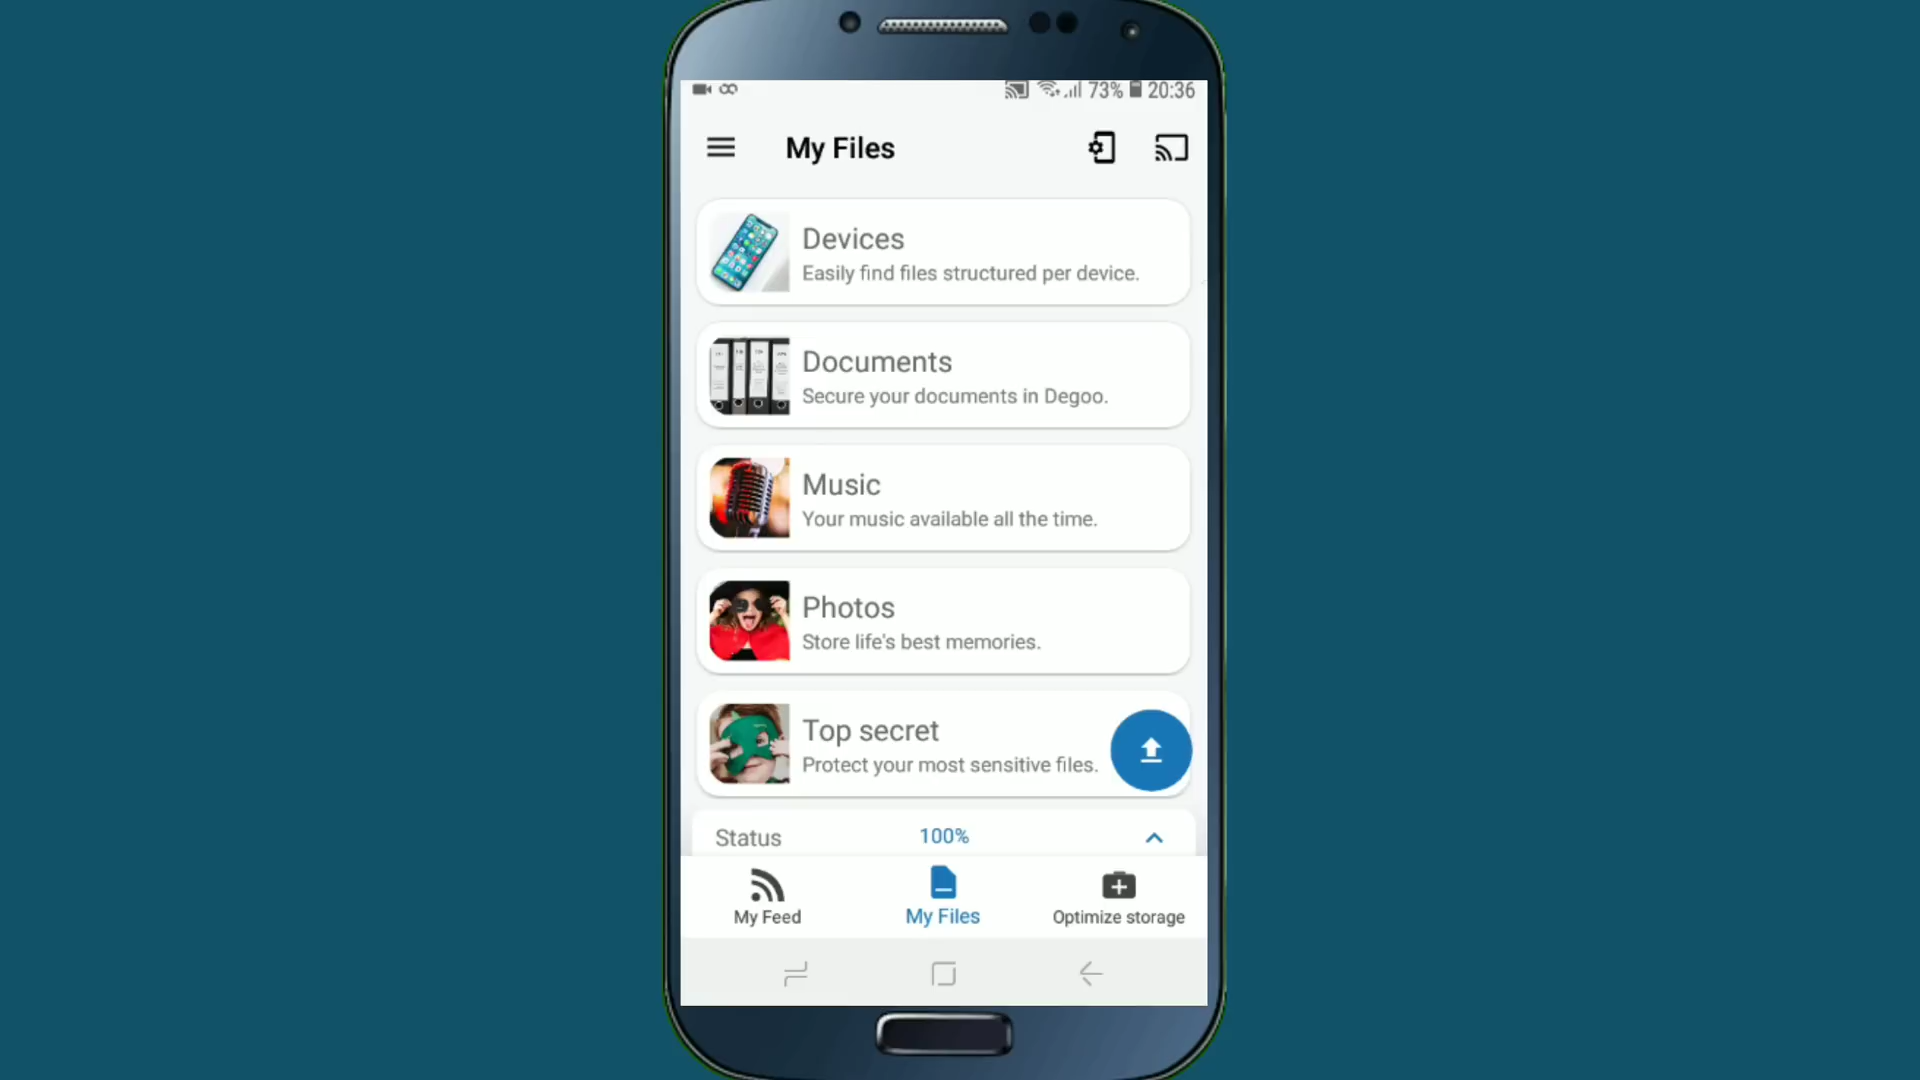 73% 20:36
My Files
Devices
Easily find files structured per device.
Documents
Secure your documents in Degoo.
Music
Your music available all the time.
Photos
Store life's best memories.
Top secret
Protect your most sensitive files.
Status 100%
My Feed My Files Optimize storage